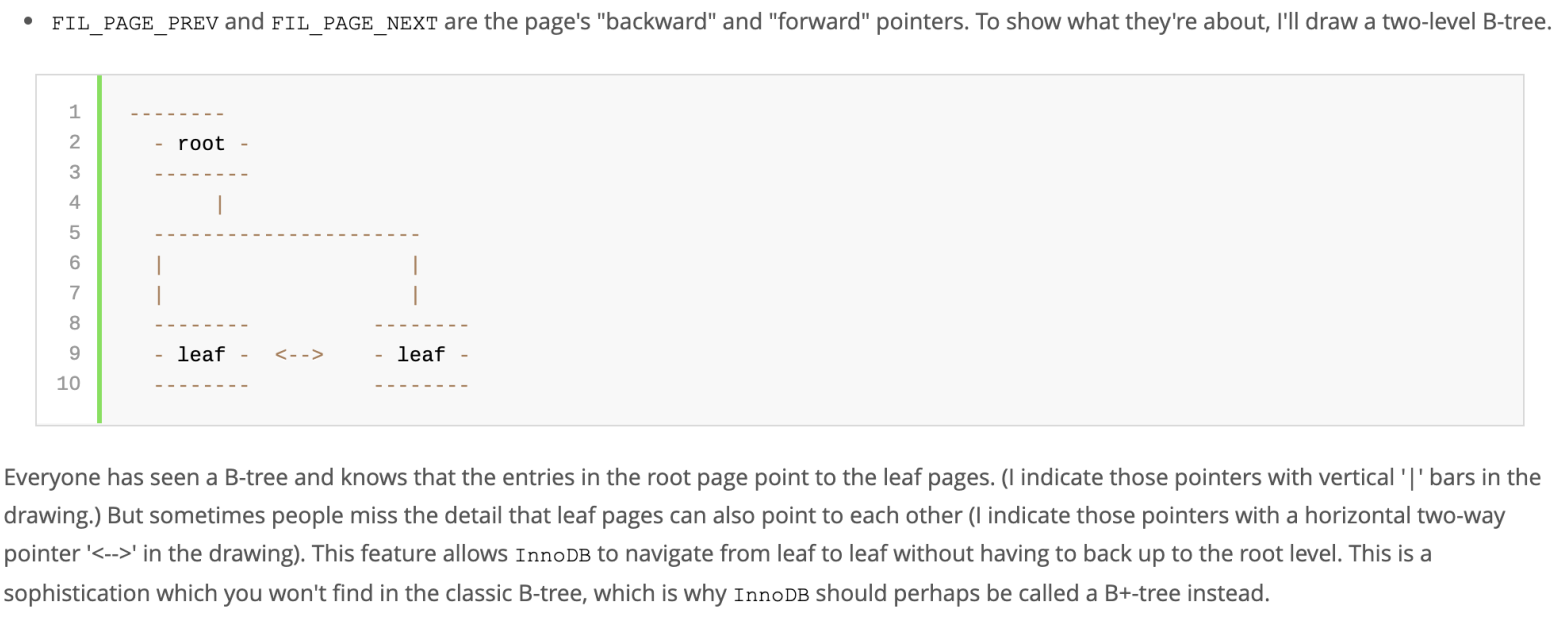 • FIL_PAGE_PREV and FIL_PAGE_NEXT are the page's "backward" and "forward" pointers. To show what they're about, I'll draw a two-level B-tree.
1 --------
2   - root -
3   --------
4        |
5   ----------------------
6   |                     |
7   |                     |
8   --------          --------
9   - leaf -  <-->    - leaf -
10  --------          --------
Everyone has seen a B-tree and knows that the entries in the root page point to the leaf pages. (I indicate those pointers with vertical '|' bars in the
drawing.) But sometimes people miss the detail that leaf pages can also point to each other (I indicate those pointers with a horizontal two-way
pointer '<-->' in the drawing). This feature allows InnoDB to navigate from leaf to leaf without having to back up to the root level. This is a
sophistication which you won't find in the classic B-tree, which is why InnoDB should perhaps be called a B+-tree instead.